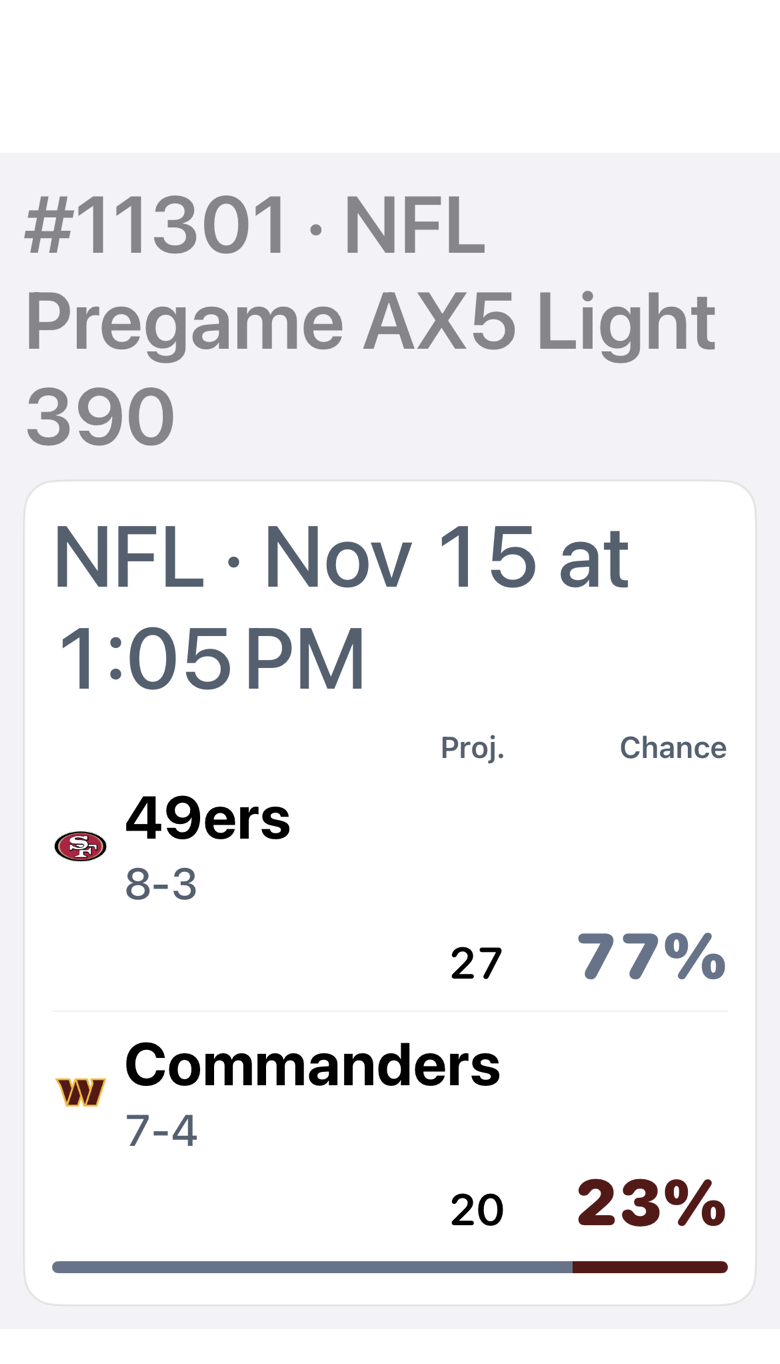 #11301 · NFL
Pregame AX5 Light
390
NFL · Nov 15 at
1:05 PM
Proj. Chance
49ers
SF
8-3
27 77%
Commanders
W
7-4
20 23%